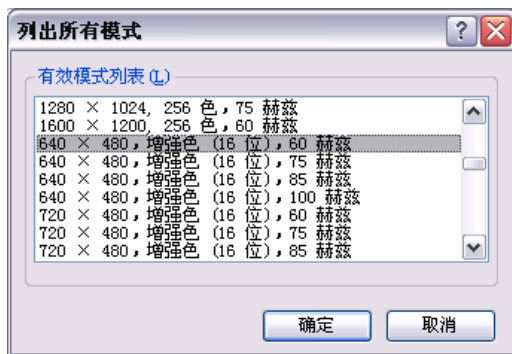 列出所有模式
有效模式列表(L)
1280 × 1024, 256 色，75 赫兹
1600 × 1200, 256 色，60 赫兹
640 × 480，增强色 (16 位)，60 赫兹
640 × 480，增强色 (16 位)，75 赫兹
640 × 480，增强色 (16 位)，85 赫兹
640 × 480，增强色 (16 位)，100 赫兹
720 × 480，增强色 (16 位)，60 赫兹
720 × 480，增强色 (16 位)，75 赫兹
720 × 480，增强色 (16 位)，85 赫兹
确定 取消